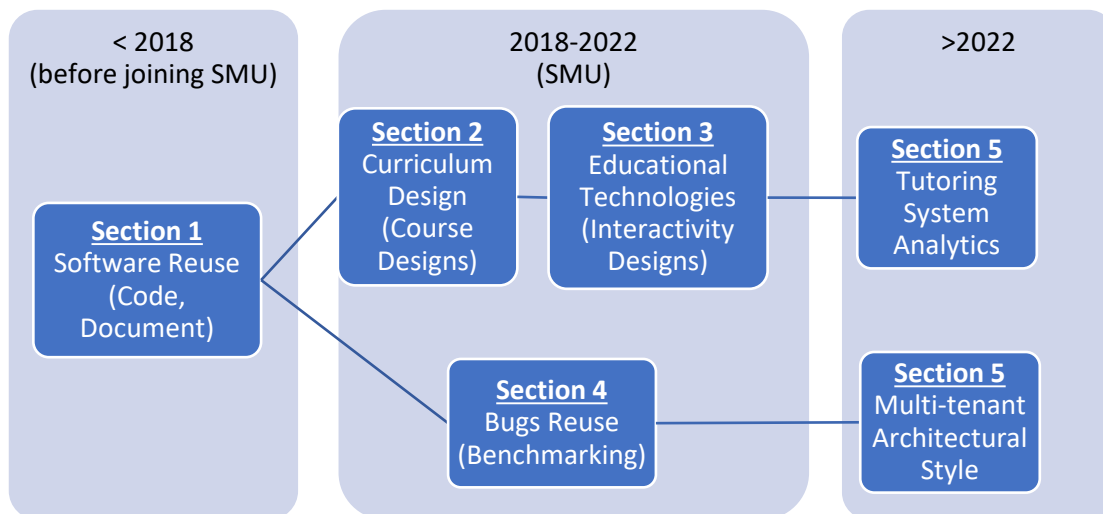 < 2018
(before joining SMU)
2018-2022
(SMU)
>2022
Section 1
Software Reuse
(Code,
Document)
Section 2
Curriculum
Design
(Course
Designs)
Section 3
Educational
Technologies
(Interactivity
Designs)
Section 5
Tutoring
System
Analytics
Section 4
Bugs Reuse
(Benchmarking)
Section 5
Multi-tenant
Architectural
Style